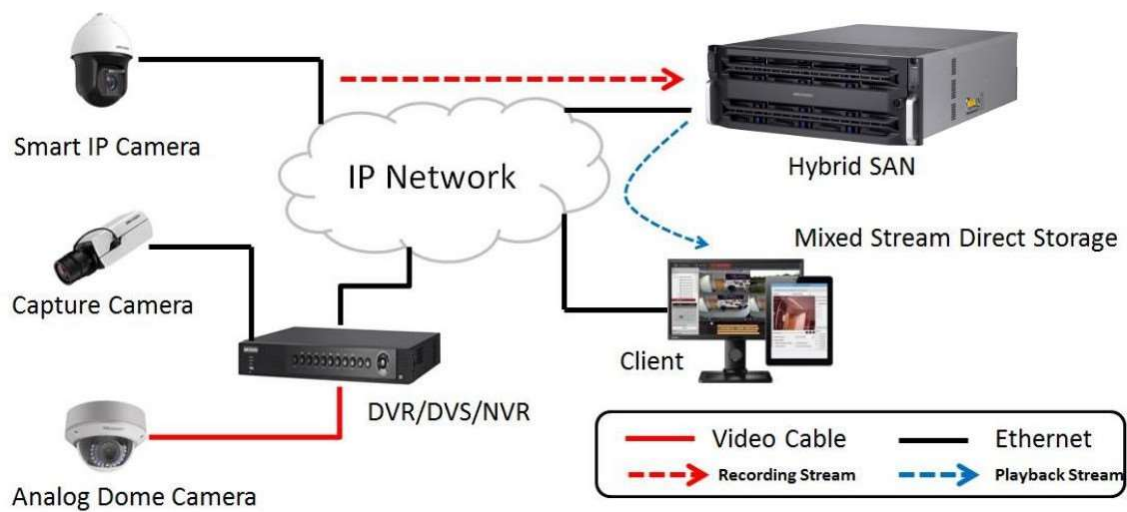 Smart IP Camera
IP Network
Hybrid SAN
Capture Camera
Mixed Stream Direct Storage
Client
DVR/DVS/NVR
Video Cable
Ethernet
Recording Stream
Playback Stream
Analog Dome Camera